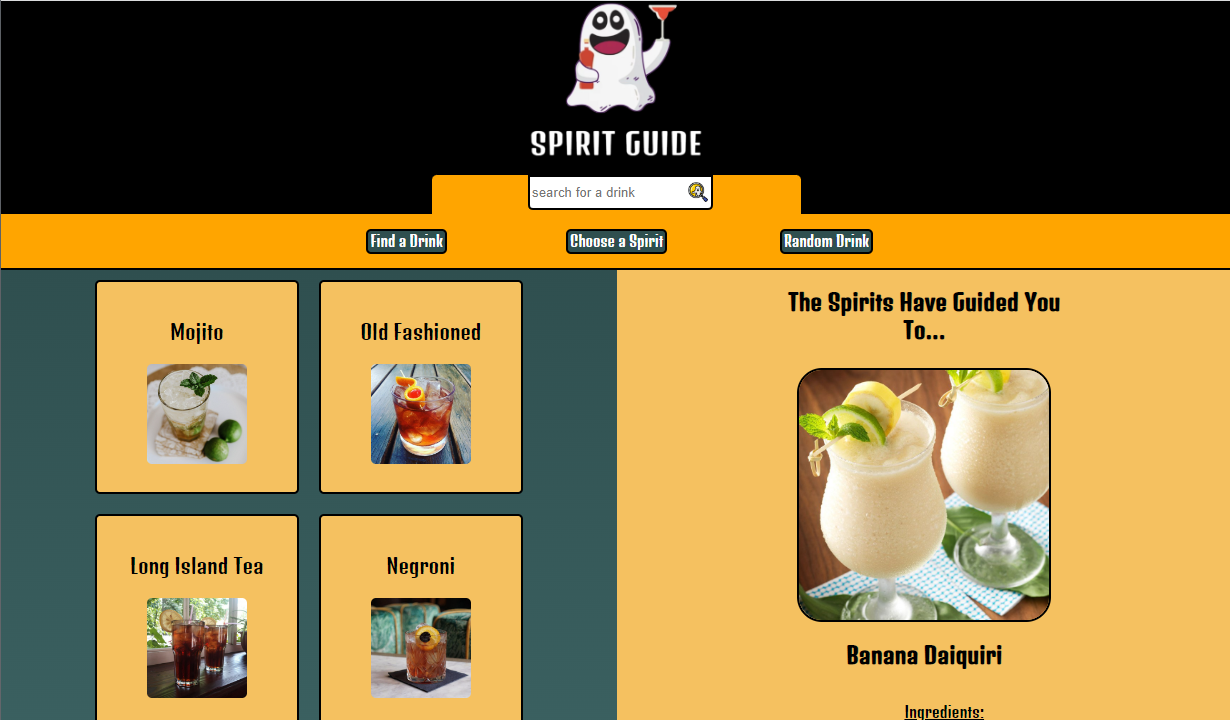 SPIRIT GUIDE
search for a drink
Find a Drink
Choose a Spirit
Random Drink
Mojito
Old Fashioned
Long Island Tea
Negroni
The Spirits Have Guided You
To...
Banana Daiquiri
Ingredients: